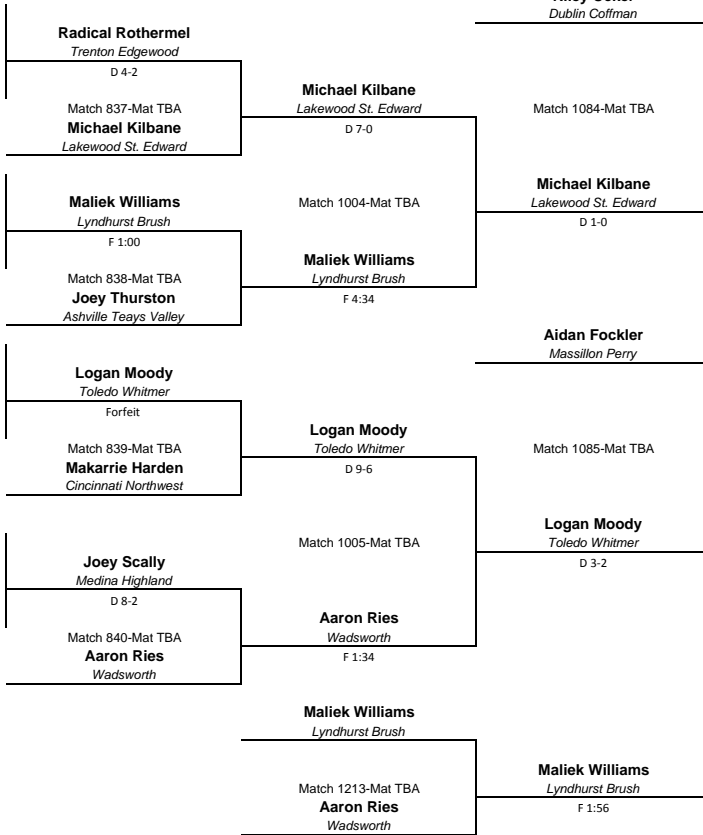 Dublin Coffman
Radical Rothermel
Trenton Edgewood
D 4-2
Match 837-Mat TBA
Michael Kilbane
Lakewood St. Edward
Michael Kilbane
Lakewood St. Edward
D 7-0
Match 1084-Mat TBA
Maliek Williams
Lyndhurst Brush
F 1:00
Match 838-Mat TBA
Joey Thurston
Ashville Teays Valley
Match 1004-Mat TBA
Maliek Williams
Lyndhurst Brush
F 4:34
Michael Kilbane
Lakewood St. Edward
D 1-0
Aidan Fockler
Massillon Perry
Logan Moody
Toledo Whitmer
Forfeit
Match 839-Mat TBA
Makarrie Harden
Cincinnati Northwest
Logan Moody
Toledo Whitmer
D 9-6
Match 1085-Mat TBA
Joey Scally
Medina Highland
D 8-2
Match 840-Mat TBA
Aaron Ries
Wadsworth
Match 1005-Mat TBA
Aaron Ries
Wadsworth
F 1:34
Logan Moody
Toledo Whitmer
D 3-2
Maliek Williams
Lyndhurst Brush
Match 1213-Mat TBA
Aaron Ries
Wadsworth
Maliek Williams
Lyndhurst Brush
F 1:56